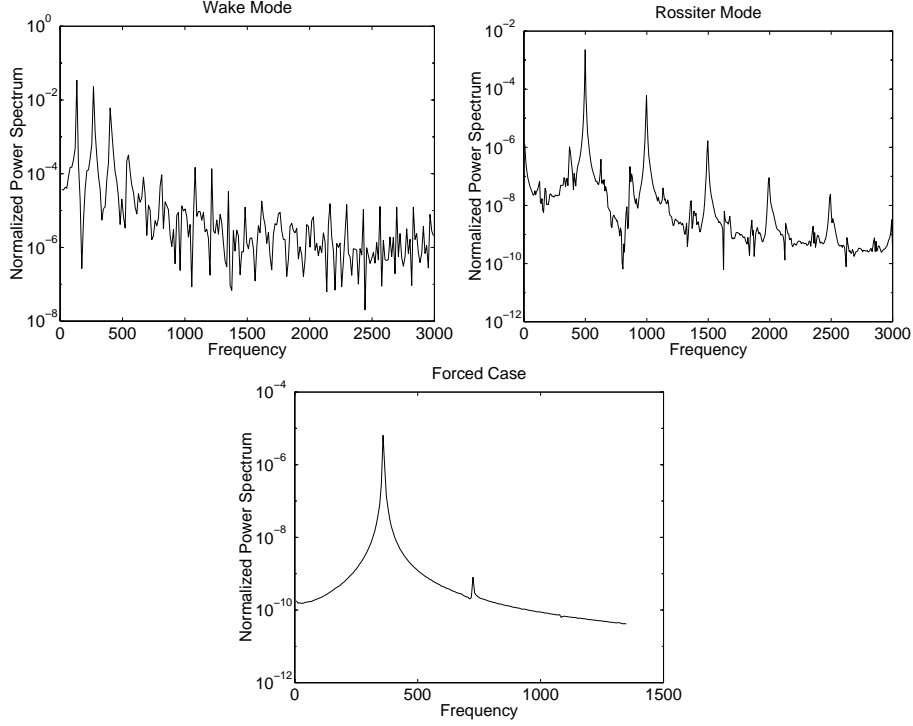 Wake Mode
Normalized Power Spectrum
10^0
10^-2
10^-4
10^-6
10^-8
0 500 1000 1500 2000 2500 3000
Frequency
Rossiter Mode
Normalized Power Spectrum
10^-2
10^-4
10^-6
10^-8
10^-10
10^-12
0 500 1000 1500 2000 2500 3000
Frequency
Forced Case
Normalized Power Spectrum
10^-4
10^-6
10^-8
10^-10
10^-12
0 500 1000 1500
Frequency